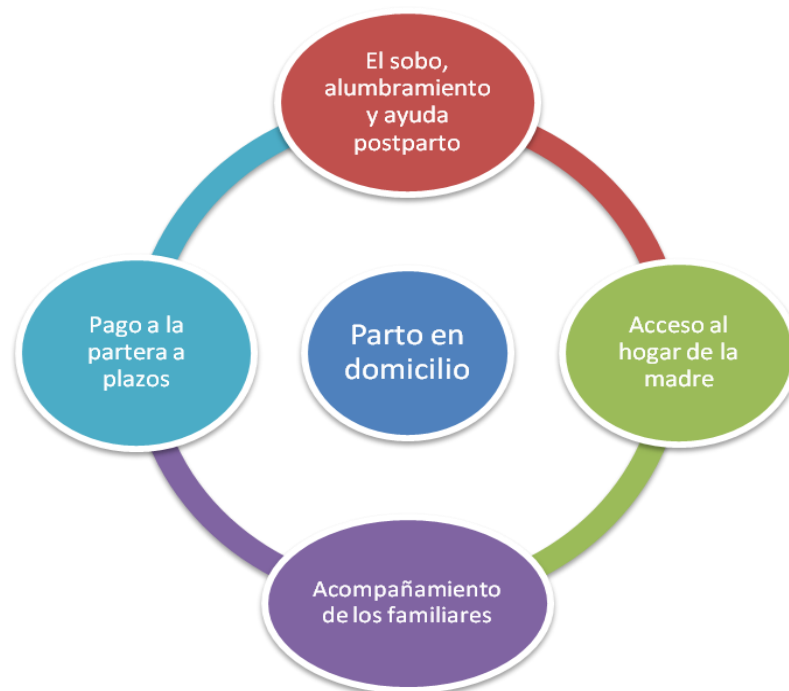 El sobo,
alumbramiento
y ayuda
postparto
Pago a la
partera a
plazos
Parto en
domicilio
Acceso al
hogar de la
madre
Acompañamiento
de los familiares